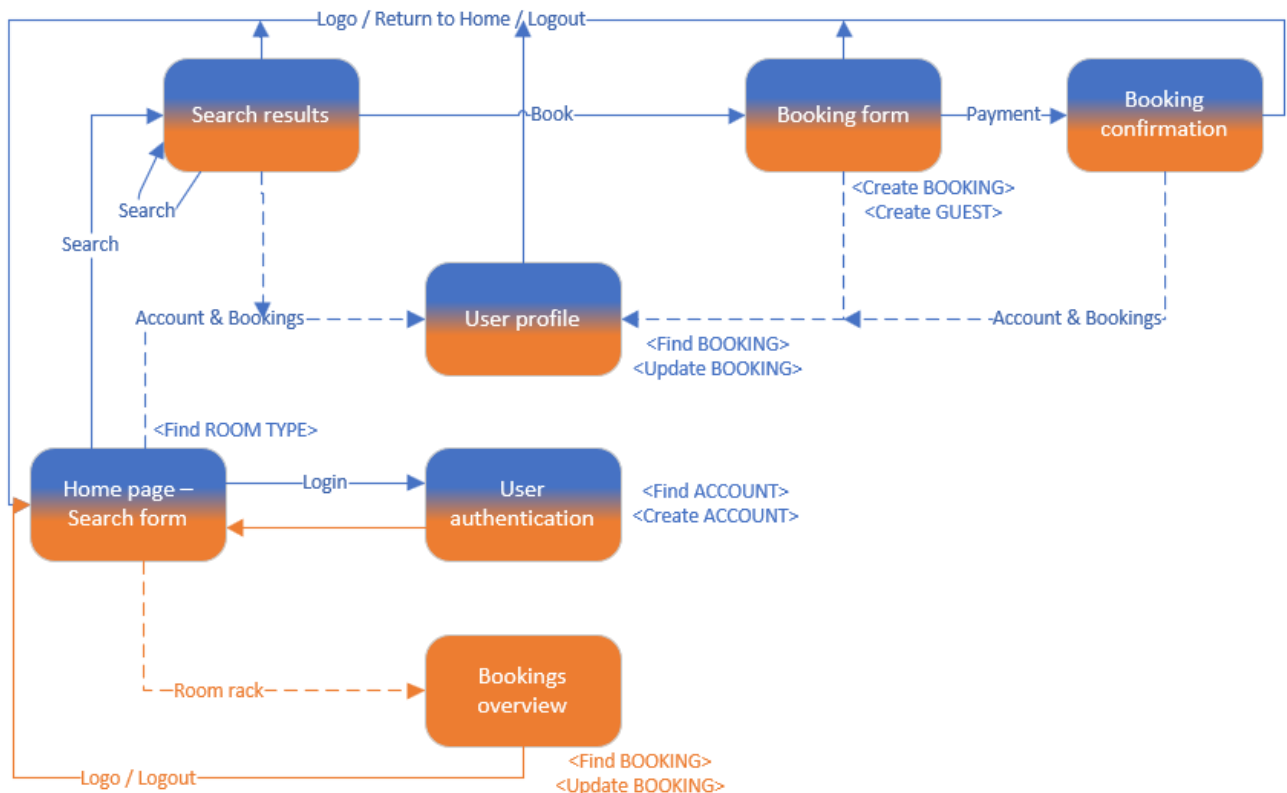 Logo / Return to Home / Logout
Search results
Book
Booking form
Payment
Booking
confirmation
<Create BOOKING>
<Create GUEST>
Search
Search
Account & Bookings
User profile
Account & Bookings
<Find BOOKING>
<Update BOOKING>
<Find ROOM TYPE>
Home page –
Search form
Login
User
authentication
<Find ACCOUNT>
<Create ACCOUNT>
Room rack
Bookings
overview
<Find BOOKING>
<Update BOOKING>
Logo / Logout